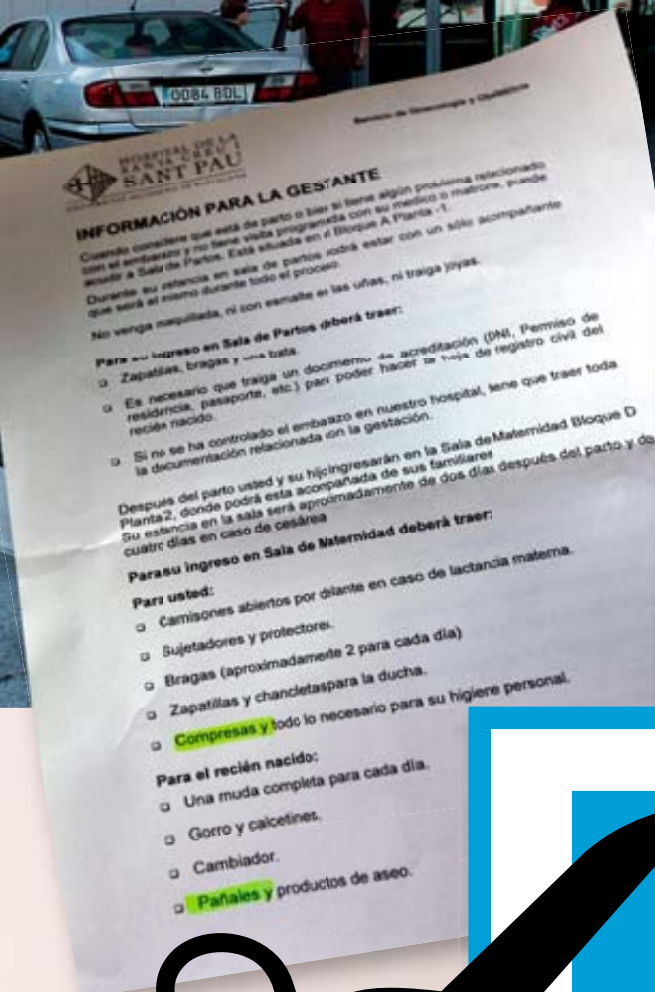 0084 BDL
Servicio de Ginecología y Obstetricia
HOSPITAL DE LA
SANTA CREU I
SANT PAU
INFORMACIÓN PARA LA GESTANTE
Cuando considere que está de parto o bien si tiene algún problema relacionado
con el embarazo y no tiene visita programada con su medico o matrona, puede
acudir a Sala de Partos. Está situada en el Bloque A Planta -1.
Durante su estancia en sala de partos podrá estar con un sólo acompañante
que será el mismo durante todo el proceso.
No venga maquillada, ni con esmalte en las uñas, ni traiga joyas.
Para su ingreso en Sala de Partos deberá traer:
Zapatillas, bragas y una bata.
Es necesario que traiga un documento de acreditación (DNI, Permiso de
residencia, pasaporte, etc.) para poder hacer la hoja de registro civil del
recién nacido.
Si no se ha controlado el embarazo en nuestro hospital, tiene que traer toda
la documentación relacionada con la gestación.
Después del parto usted y su hijo ingresarán en la Sala de Maternidad Bloque D
Planta 2, donde podrá estar acompañada de sus familiares
Su estancia en la sala será aproximadamente de dos días después del parto y de
cuatro días en caso de cesárea
Para su ingreso en Sala de Maternidad deberá traer:
Para usted:
Camisones abiertos por delante en caso de lactancia materna.
Sujetadores y protectores.
Bragas (aproximadamente 2 para cada día)
Zapatillas y chancletas para la ducha.
Compresas y todo lo necesario para su higiene personal.
Para el recién nacido:
Una muda completa para cada día.
Gorro y calcetines.
Cambiador.
Pañales y productos de aseo.